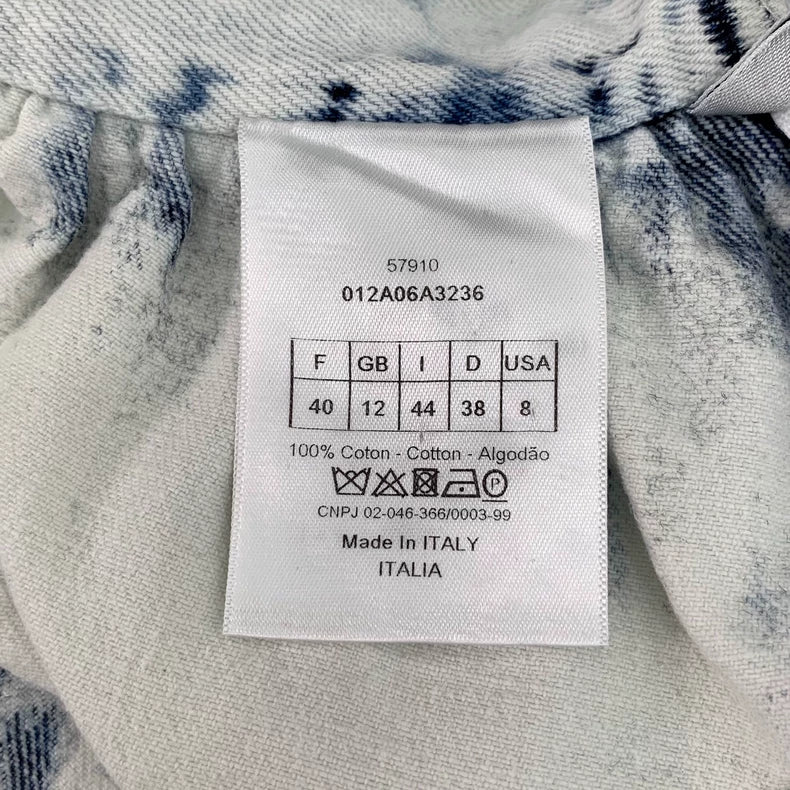 57910
012A06A3236
F GB I D USA
40 12 44 38 8
100% Coton - Cotton - Algodão
P
CNPJ 02-046-366/0003-99
Made In ITALY
ITALIA